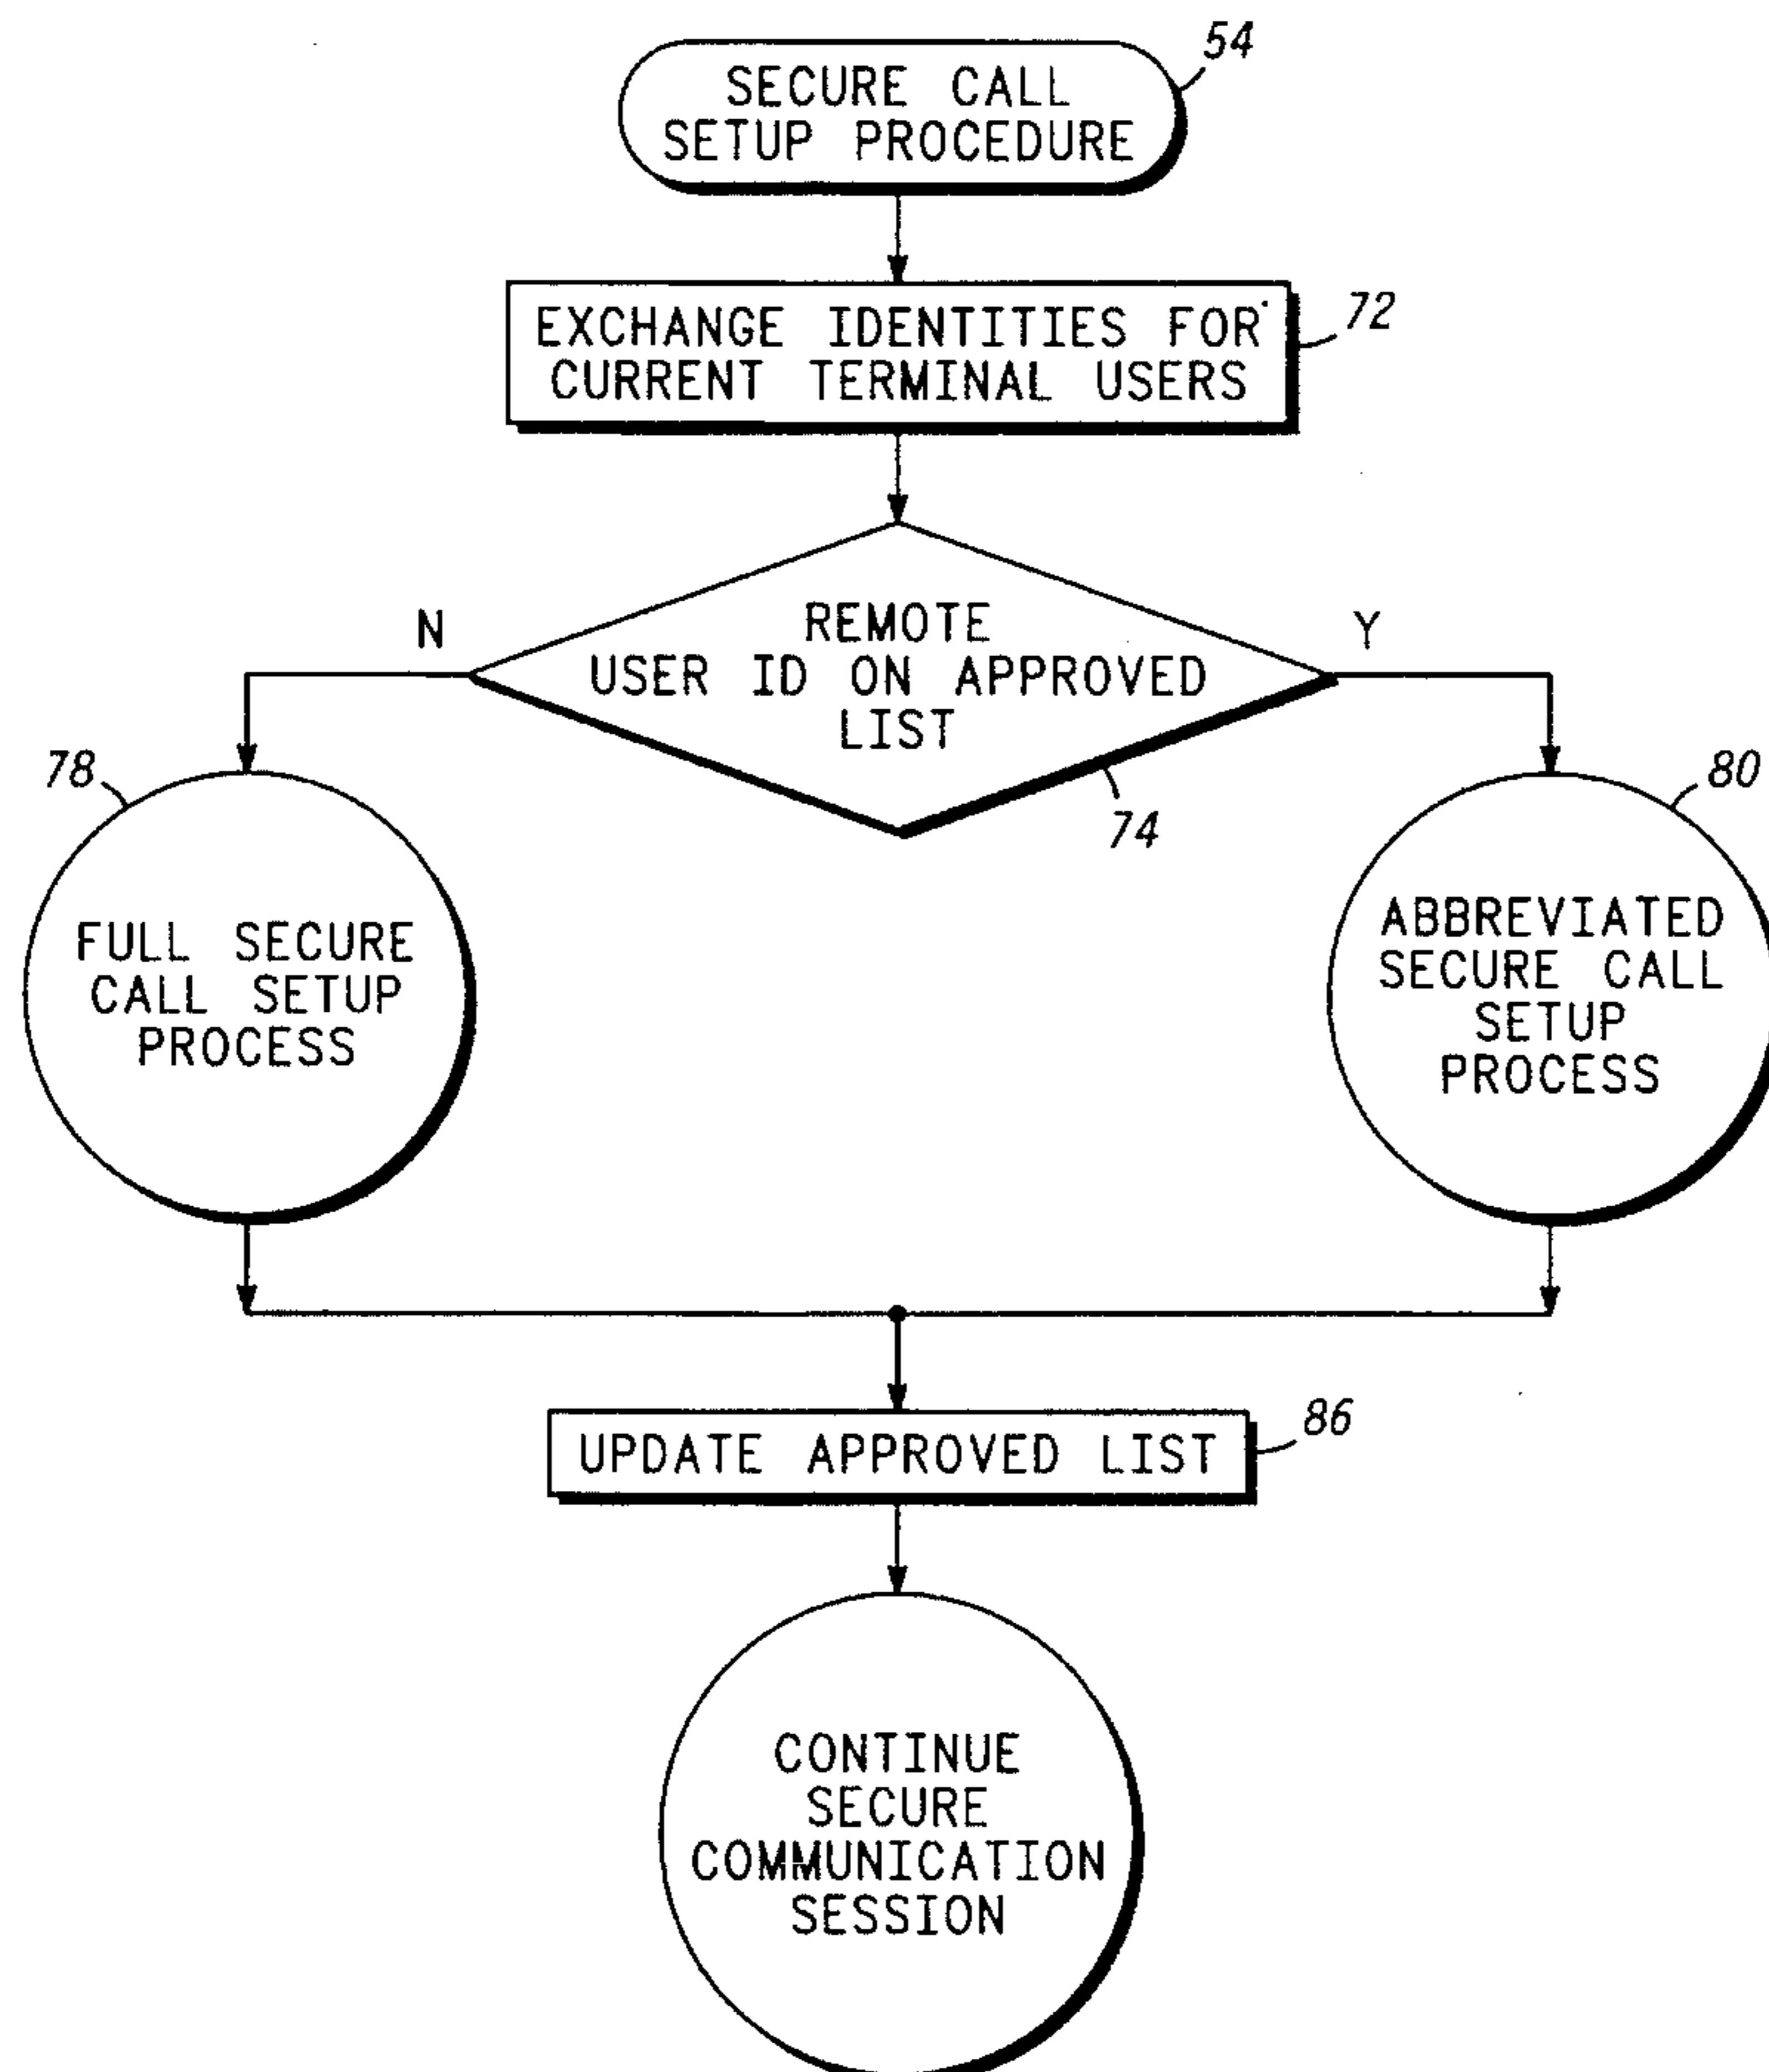 54
SECURE CALL
SETUP PROCEDURE
72
EXCHANGE IDENTITIES FOR
CURRENT TERMINAL USERS
N
Y
REMOTE
USER ID ON APPROVED
LIST
74
78
FULL SECURE
CALL SETUP
PROCESS
80
ABBREVIATED
SECURE CALL
SETUP
PROCESS
86
UPDATE APPROVED LIST
CONTINUE
SECURE
COMMUNICATION
SESSION